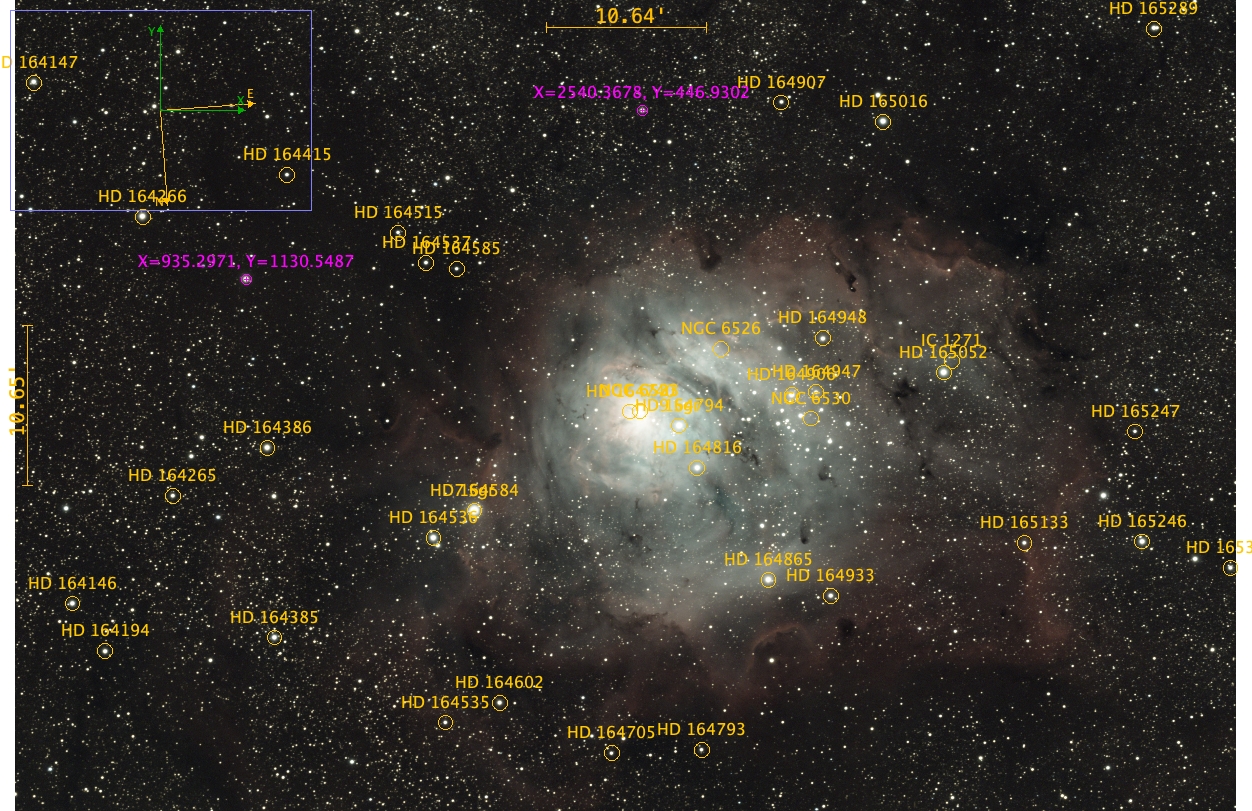 10.64'
HD 165289
D 164147
Y
E
X
HD 164907
X=2540.3678, Y=446.9302
HD 165016
HD 164415
HD 164266
N
HD 164515
HD 164585
X=935.2971, Y=1130.5487
HD 164948
NGC 6526
IC 1271
HD 165052
HD 164947
HD 164906
NGC 6530
HD 164794
HD 165247
10.65'
HD 164386
HD 164816
HD 164265
HD 164584
HD 164536
HD 165133
HD 165246
HD 1653
HD 164865
HD 164933
HD 164146
HD 164385
HD 164194
HD 164602
HD 164535
HD 164705
HD 164793